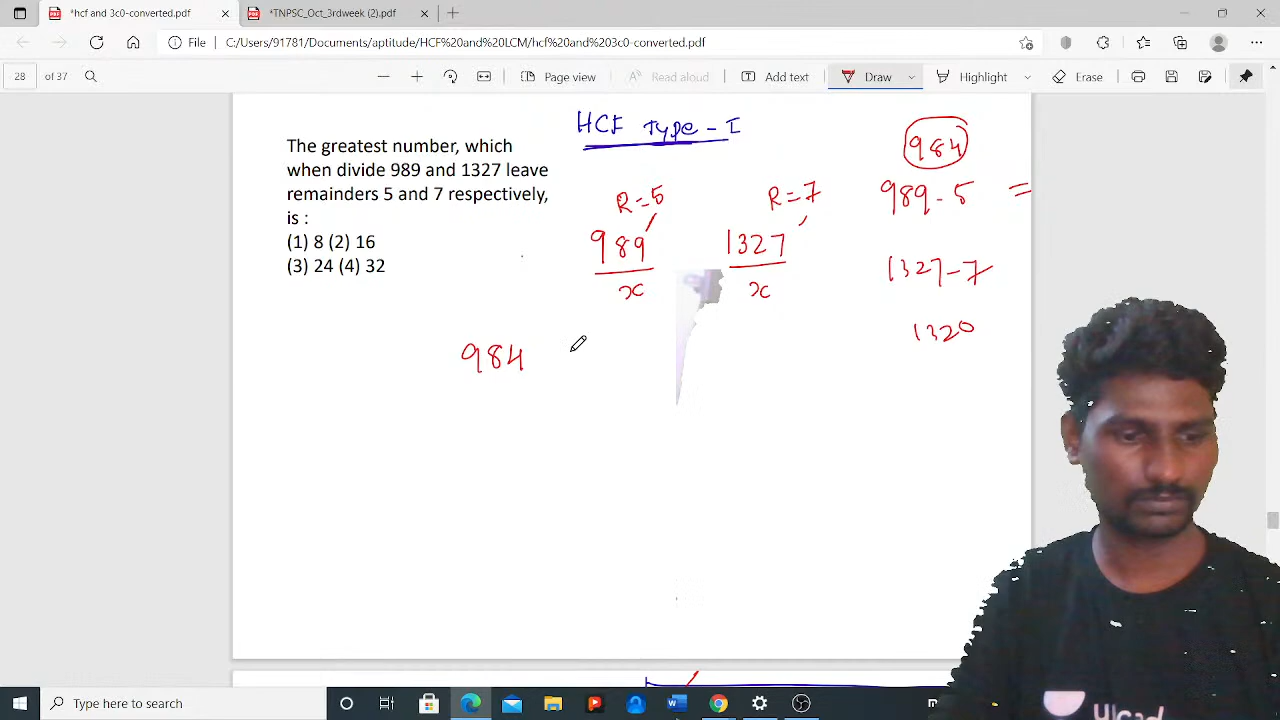 *hcf and 3c0-converted.pdf
*TNPSC_Oct_3rdweek (2).pdf
File
C:/Users/91781/Documents/aptitude/HCF%20and%20LCM/hcf%20and%203c0-converted.pdf
28 of 37
Page view
Read aloud
Add text
Draw
Highlight
Erase
HCF Type - I
The greatest number, which
when divide 989 and 1327 leave
remainders 5 and 7 respectively,
is :
(1) 8 (2) 16
(3) 24 (4) 32
R=5
989
x
R=7
1327
x
984
989-5 =
1327-7
1320
984
Type here to search